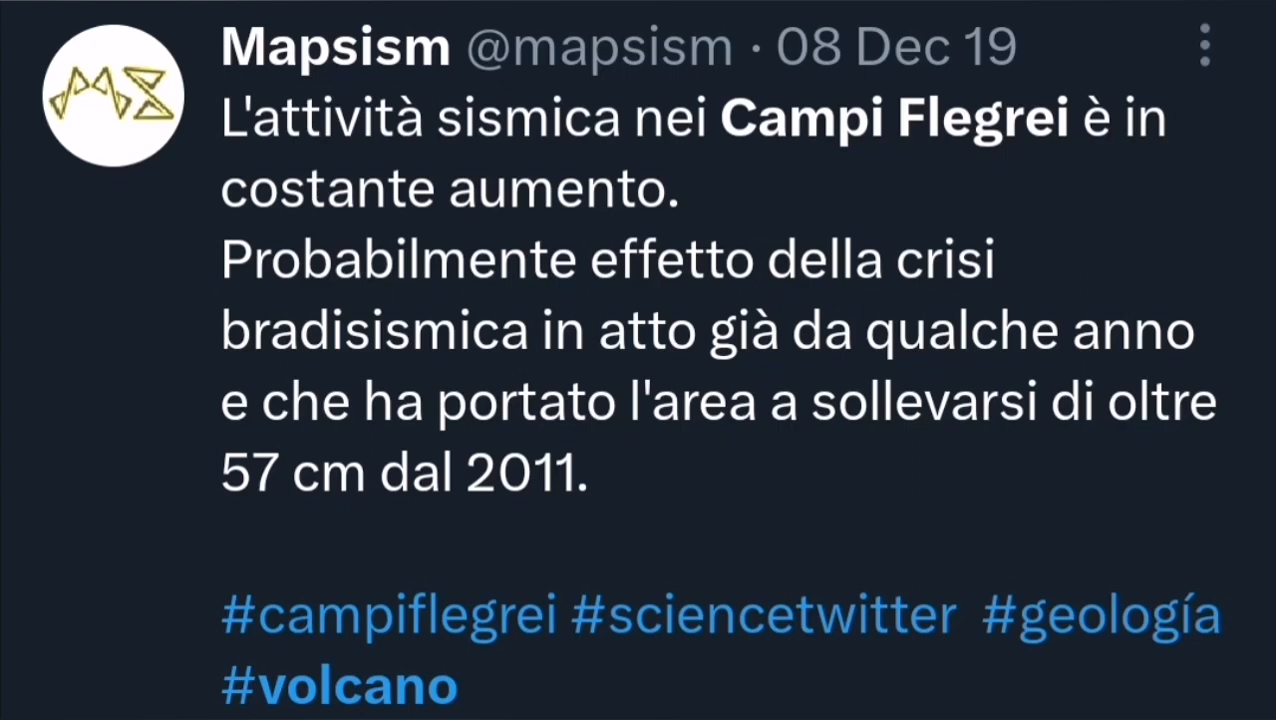 Mapsism @mapsism · 08 Dec 19
L'attività sismica nei Campi Flegrei è in
costante aumento.
Probabilmente effetto della crisi
bradisismica in atto già da qualche anno
e che ha portato l'area a sollevarsi di oltre
57 cm dal 2011.
#campiflegrei #sciencetwitter #geología
#volcano